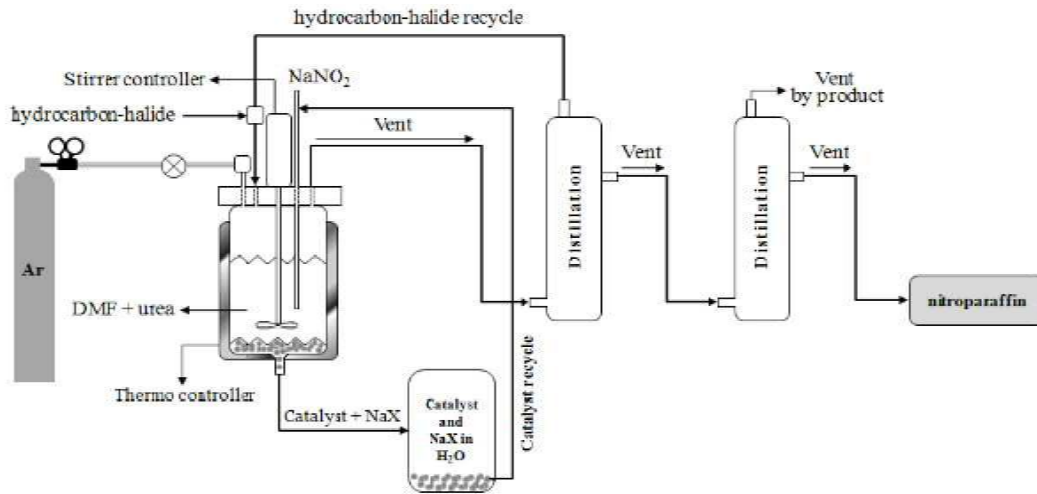 hydrocarbon-halide recycle
Stirrer controller
NaNO₂
Vent
by product
hydrocarbon-halide
Vent
Vent
Vent
Distillation
Distillation
Ar
DMF + urea
nitroparaffin
Thermo controller
Catalyst + NaX
Catalyst
and
NaX in
H₂O
Catalyst recycle